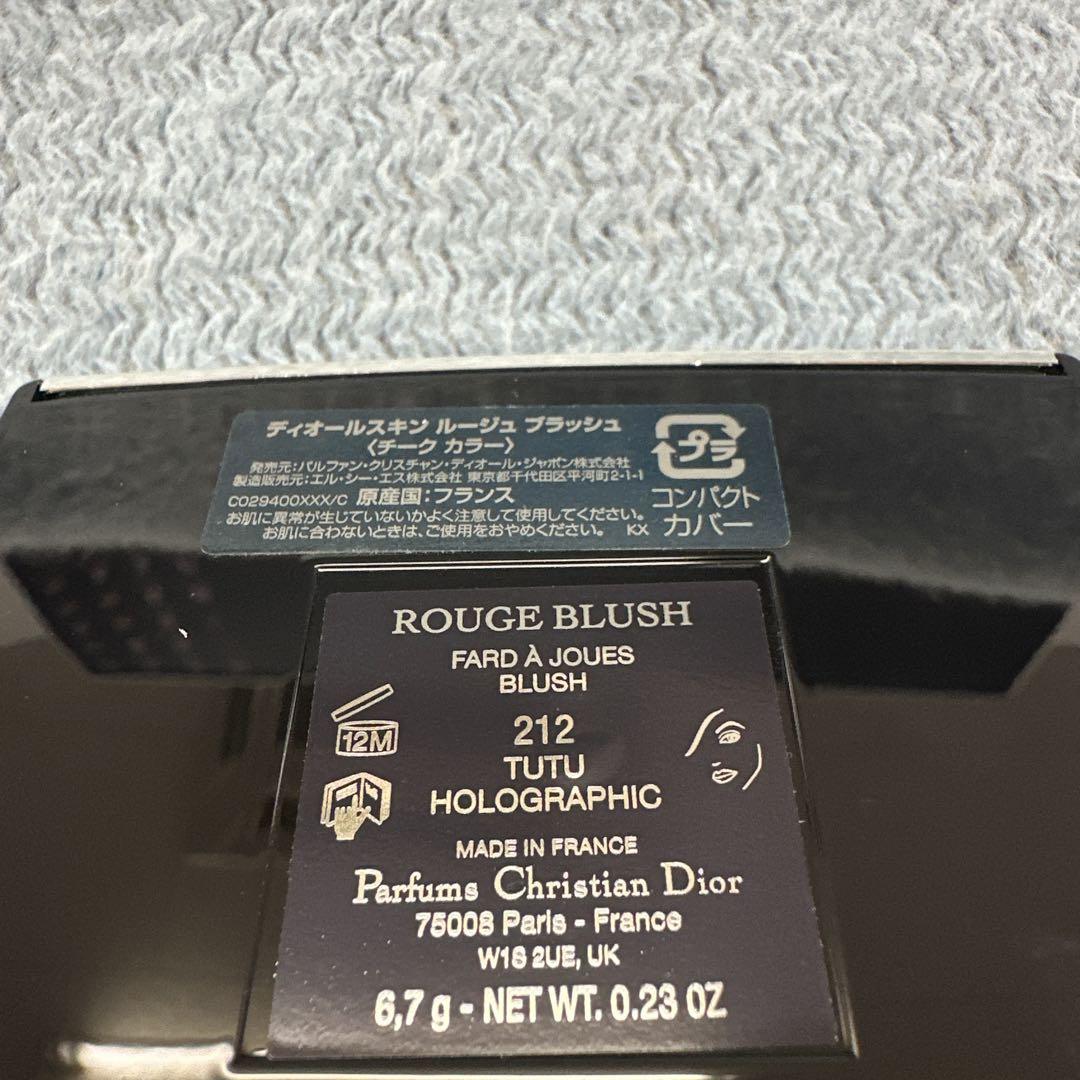 ディオールスキン ルージュ ブラッシュ
〈チーク カラー〉
発売元:パルファン・クリスチャン・ディオール・ジャポン株式会社
製造販売元:エル・シー・エス株式会社 東京都千代田区平河町2-1-1
C029400XXX/C 原産国:フランス
お肌に異常が生じていないかよく注意して使用してください。
お肌に合わないときは、ご使用をおやめください。 KX
プラ
コンパクト
カバー
ROUGE BLUSH
FARD À JOUES
BLUSH
12M
212
TUTU
HOLOGRAPHIC
MADE IN FRANCE
Parfums Christian Dior
75008 Paris - France
W1S 2UE, UK
6,7 g - NET WT. 0.23 OZ